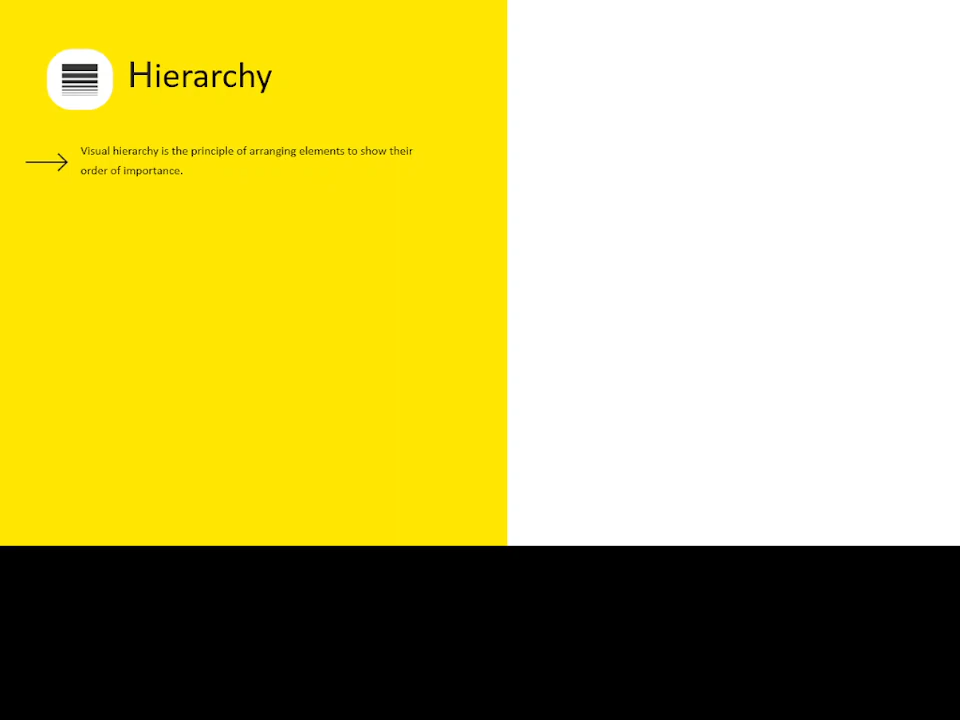 Hierarchy
Visual hierarchy is the principle of arranging elements to show their
order of importance.